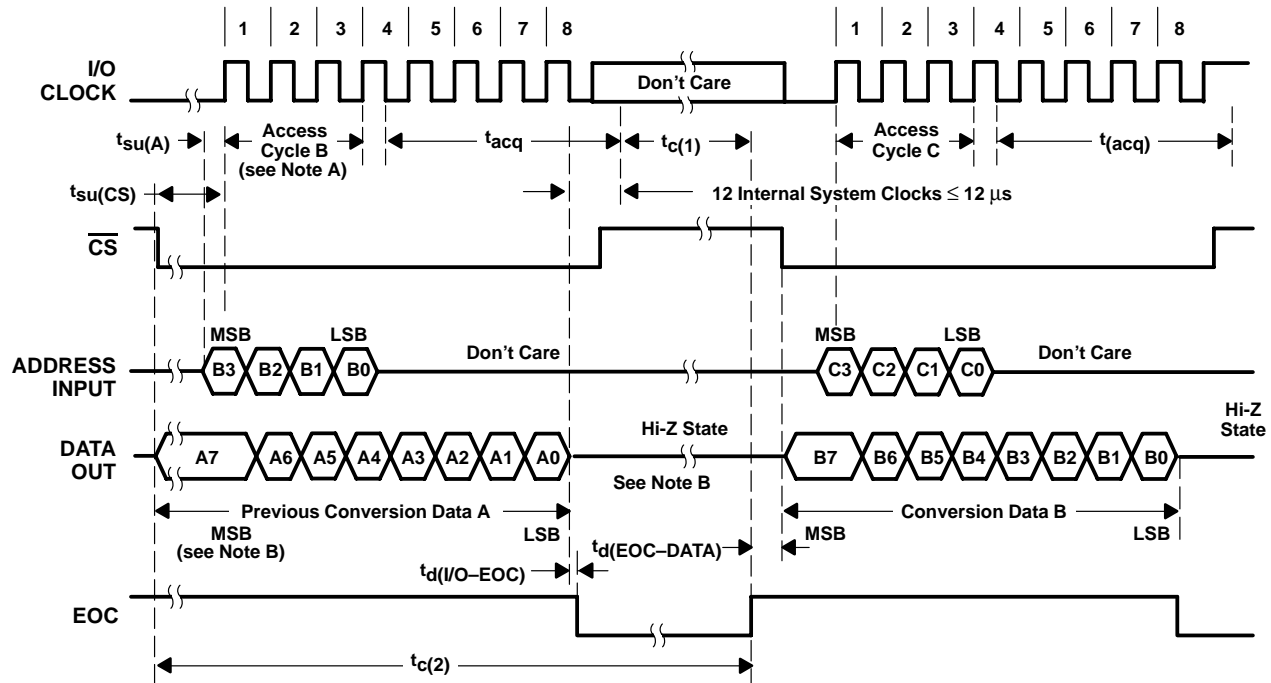 1 2 3 4 5 6 7 8 1 2 3 4 5 6 7 8
I/O
CLOCK
Don't Care
tsu(A)
Access
Cycle B
(see Note A)
tacq
tc(1)
Access
Cycle C
t(acq)
tsu(CS)
12 Internal System Clocks ≤ 12 μs
CS
MSB LSB MSB LSB
ADDRESS
INPUT
B3 B2 B1 B0 Don't Care C3 C2 C1 C0 Don't Care
Hi-Z State
Hi-Z
State
DATA
OUT
A7 A6 A5 A4 A3 A2 A1 A0 B7 B6 B5 B4 B3 B2 B1 B0
See Note B
Previous Conversion Data A
Conversion Data B
MSB
(see Note B)
LSB
MSB LSB
td(EOC–DATA)
td(I/O–EOC)
EOC
tc(2)